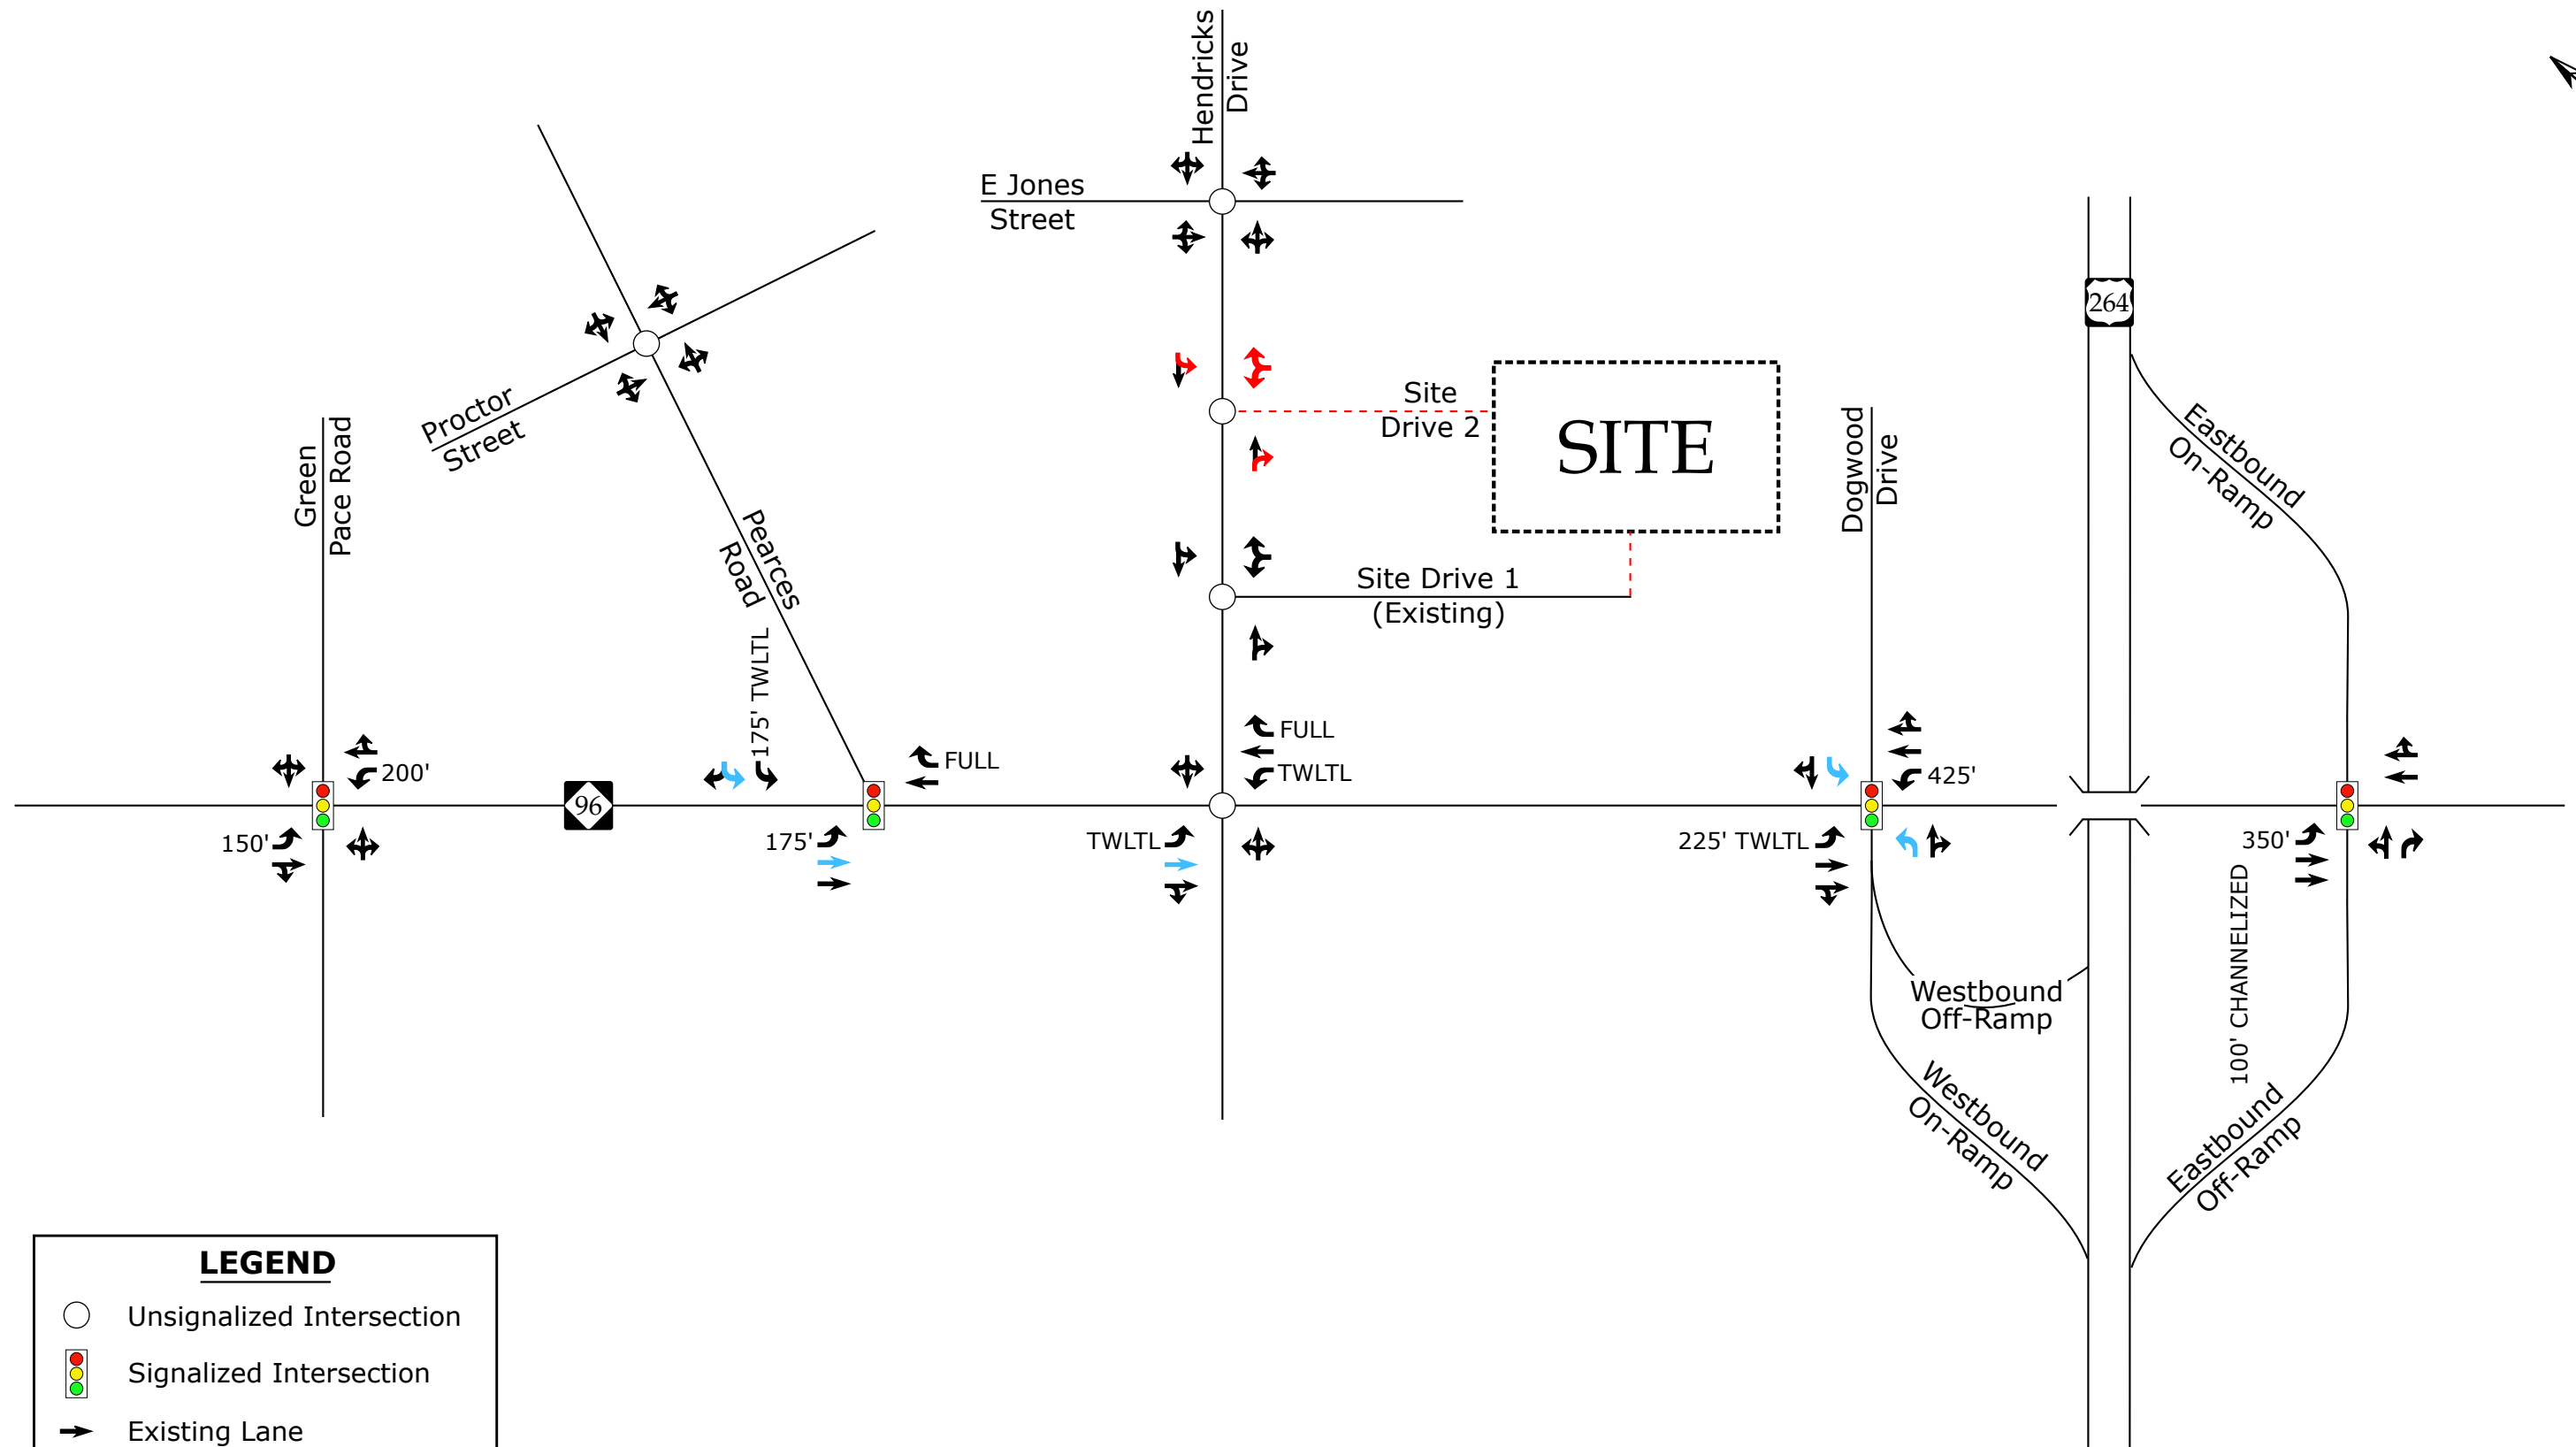 Hendricks
Drive
E Jones
Street
264
Proctor
Street
Green
Pace Road
Pearces
Road
Site
Drive 2
SITE
Dogwood
Drive
Eastbound
On-Ramp
Site Drive 1
(Existing)
175' TWLTL
FULL
FULL
TWLTL
200'
96
425'
150'
175'
TWLTL
225' TWLTL
350'
100' CHANNELIZED
Westbound
Off-Ramp
Westbound
On-Ramp
Eastbound
Off-Ramp
LEGEND
Unsignalized Intersection
Signalized Intersection
Existing Lane